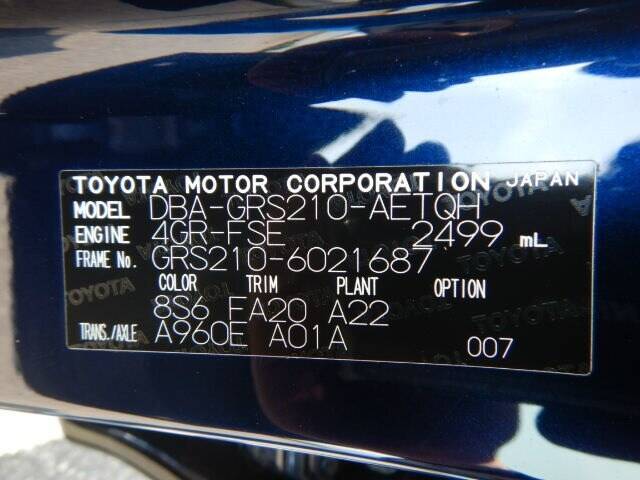 TOYOTA MOTOR CORPORATION JAPAN
MODEL DBA-GRS210-AETQH
ENGINE 4GR-FSE 2499 mL
FRAME No. GRS210-6021687
COLOR TRIM PLANT OPTION
8S6 FA20 A22
TRANS./AXLE A960E A01A 007